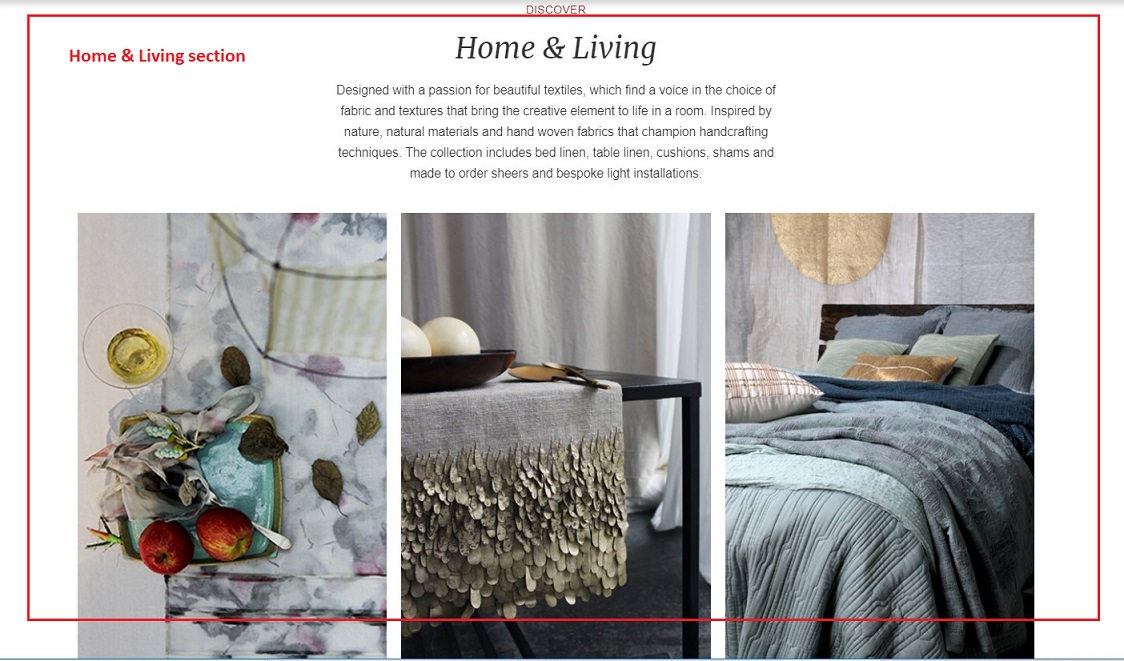 DISCOVER
Home & Living section
Home & Living
Designed with a passion for beautiful textiles, which find a voice in the choice of
fabric and textures that bring the creative element to life in a room. Inspired by
nature, natural materials and hand woven fabrics that champion handcrafting
techniques. The collection includes bed linen, table linen, cushions, shams and
made to order sheers and bespoke light installations.